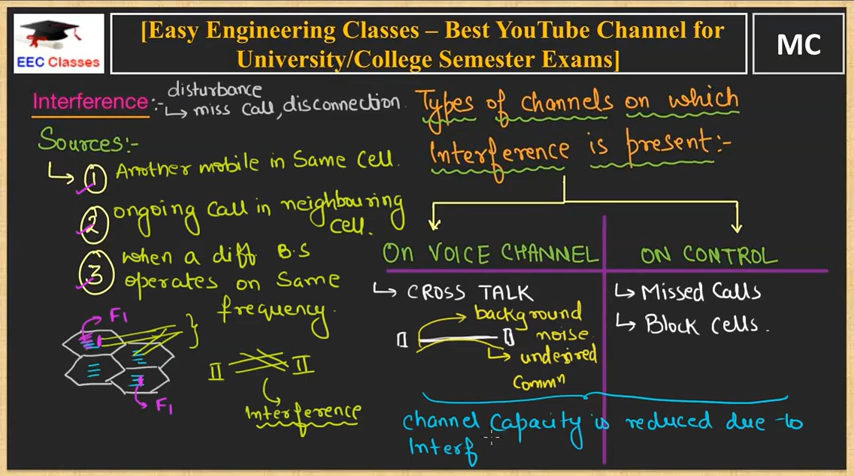 [Easy Engineering Classes – Best YouTube Channel for
University/College Semester Exams]
EEC Classes
MC
Interference:-
disturbance
↳ miss call, disconnection
Sources:-
↳ 1 Another mobile in Same Cell.
2 ongoing Call in neighbouring
Cell.
3 when a diff B.S
operates on Same
frequency.
F1
1
1
F1
Interference
Types of channels on which
Interference is present:-
On VOICE CHANNEL
↳ CROSS TALK
background
noise.
undesired
Commn
ON CONTROL
↳ Missed Calls
↳ Block Cells.
Channel Capacity is reduced due to
Interf